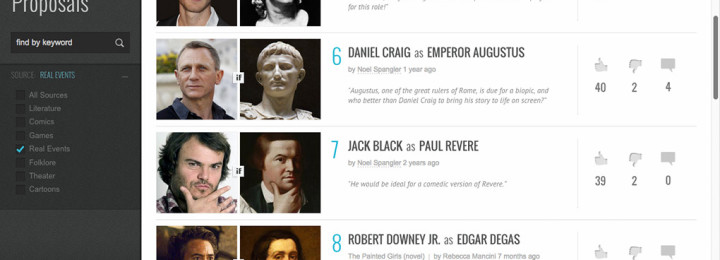 Proposals
find by keyword
SOURCE: REAL EVENTS
All Sources
Literature
Comics
Games
Real Events
Folklore
Theater
Cartoons
for this role!"
if
6 DANIEL CRAIG as EMPEROR AUGUSTUS
by Noel Spangler 1 year ago
"Augustus, one of the great rulers of Rome, is due for a biopic, and
who better than Daniel Craig to bring his story to life on screen?"
40 2 4
if
7 JACK BLACK as PAUL REVERE
by Noel Spangler 2 years ago
"He would be ideal for a comedic version of Revere."
39 2 0
8 ROBERT DOWNEY JR. as EDGAR DEGAS
The Painted Girls (novel) | by Rebecca Mancini 7 months ago